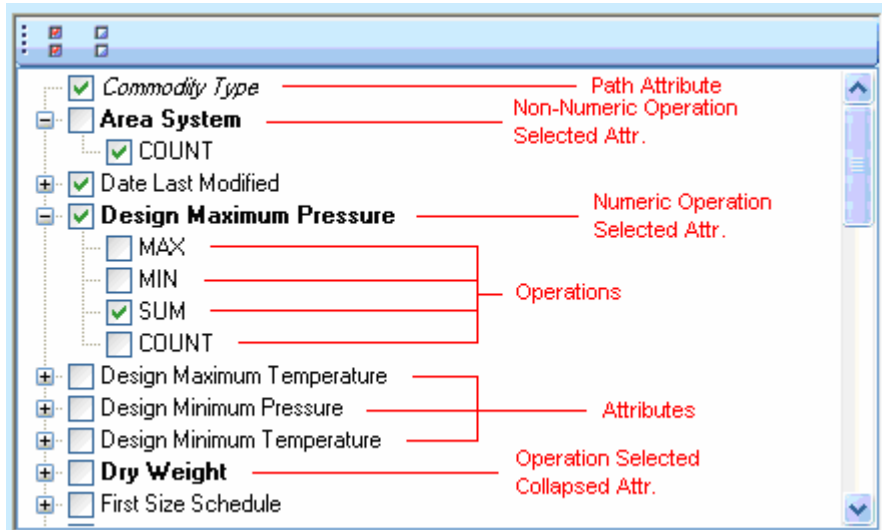 Commodity Type
Path Attribute
Area System
Non-Numeric Operation
Selected Attr.
COUNT
Date Last Modified
Design Maximum Pressure
Numeric Operation
Selected Attr.
MAX
MIN
Operations
SUM
COUNT
Design Maximum Temperature
Design Minimum Pressure
Attributes
Design Minimum Temperature
Dry Weight
Operation Selected
Collapsed Attr.
First Size Schedule